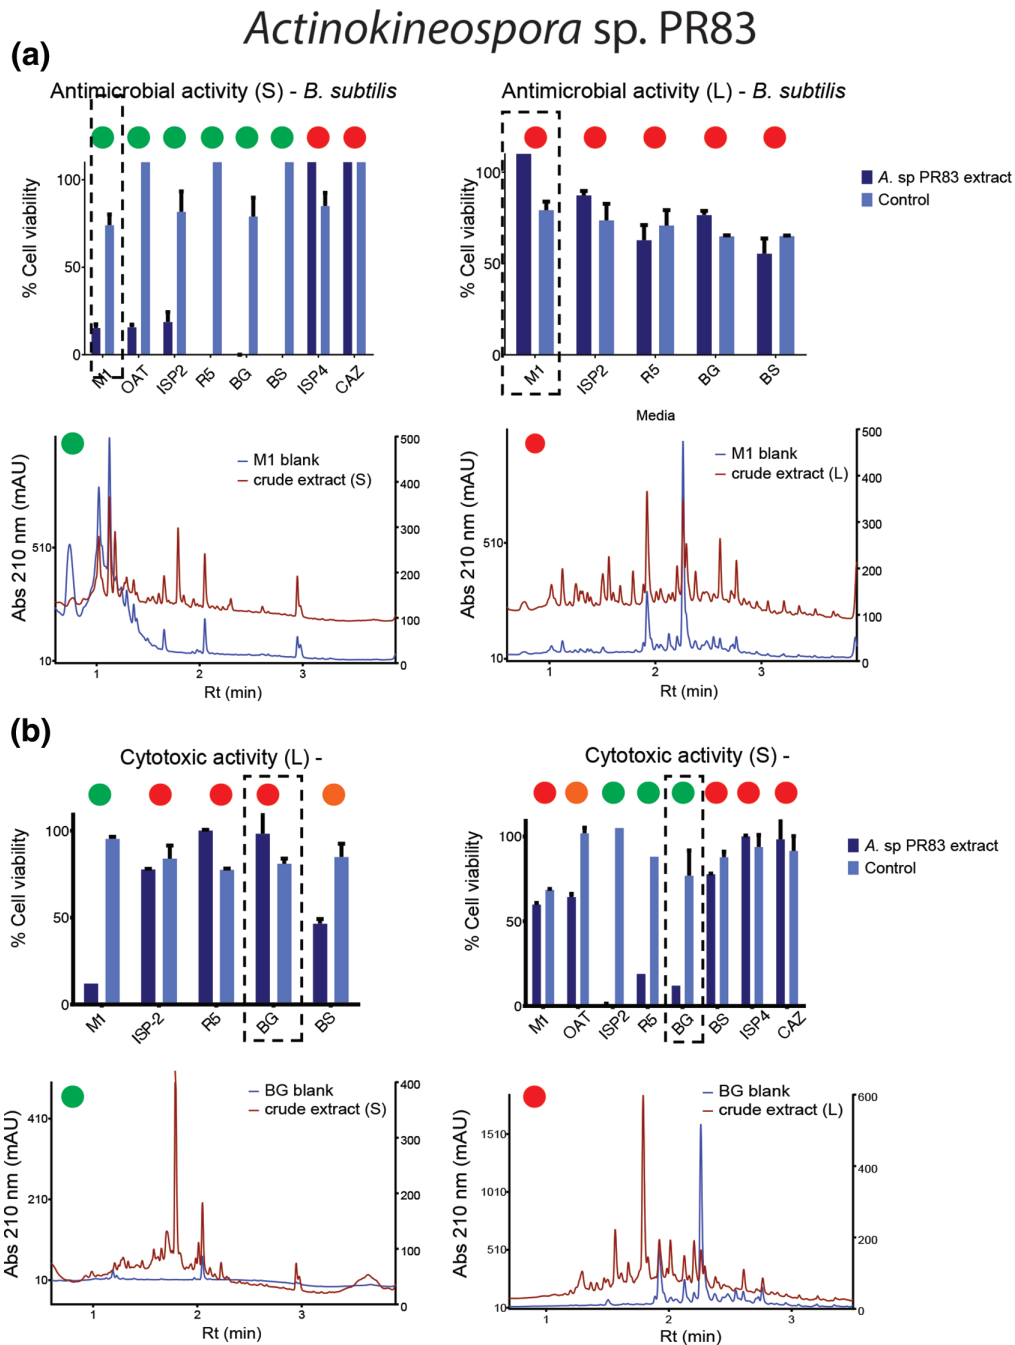 Actinokineospora sp. PR83
(a)
Antimicrobial activity (S) - B. subtilis
% Cell viability
100
50
0
M1 OAT ISP2 R5 BG BS ISP4 CAZ
Antimicrobial activity (L) - B. subtilis
% Cell viability
100
50
0
M1 ISP2 R5 BG BS
Media
A. sp PR83 extract
Control
Abs 210 nm (mAU)
510
10
M1 blank
crude extract (S)
500
400
300
200
100
0
1 2 3
Rt (min)
Abs 210 nm (mAU)
510
10
M1 blank
crude extract (L)
500
400
300
200
100
0
1 2 3
Rt (min)
(b)
Cytotoxic activity (L) -
% Cell viability
100
50
0
M1 ISP-2 R5 BG BS
Cytotoxic activity (S) -
% Cell viability
100
50
0
M1 OAT ISP2 R5 BG BS ISP4 CAZ
A. sp PR83 extract
Control
Abs 210 nm (mAU)
410
210
10
BG blank
crude extract (S)
400
300
200
100
0
1 2 3
Rt (min)
Abs 210 nm (mAU)
1510
1010
510
10
BG blank
crude extract (L)
600
400
200
0
1 2 3
Rt (min)